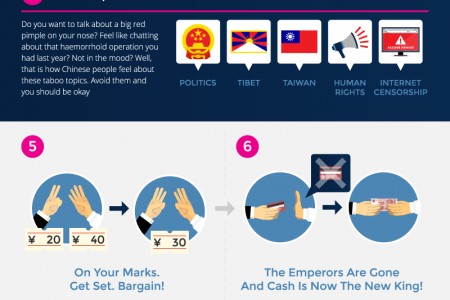 Do you want to talk about a big red
pimple on your nose? Feel like chatting
about that haemorrhoid operation you
had last year? Not in the mood? Well,
that is how Chinese people feel about
these taboo topics. Avoid them and
you should be okay
POLITICS
TIBET
TAIWAN
HUMAN
RIGHTS
INTERNET
CENSORSHIP
5
6
¥ 20
¥ 40
¥ 30
On Your Marks.
Get Set. Bargain!
The Emperors Are Gone
And Cash Is Now The New King!